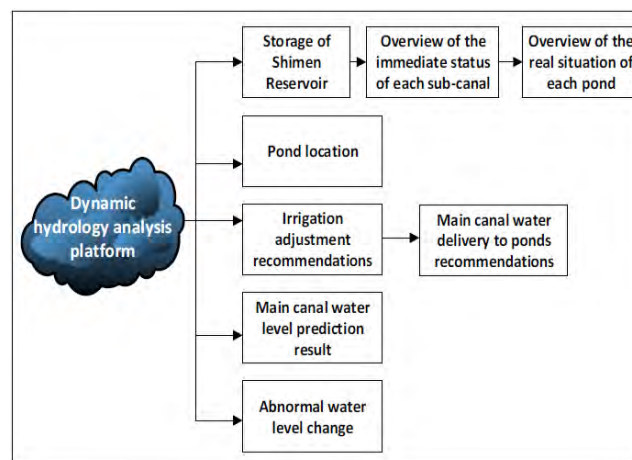 Dynamic
hydrology analysis
platform
Storage of
Shimen
Reservoir
Overview of the
immediate status
of each sub-canal
Overview of the
real situation of
each pond
Pond location
Irrigation
adjustment
recommendations
Main canal water
delivery to ponds
recommendations
Main canal water
level prediction
result
Abnormal water
level change